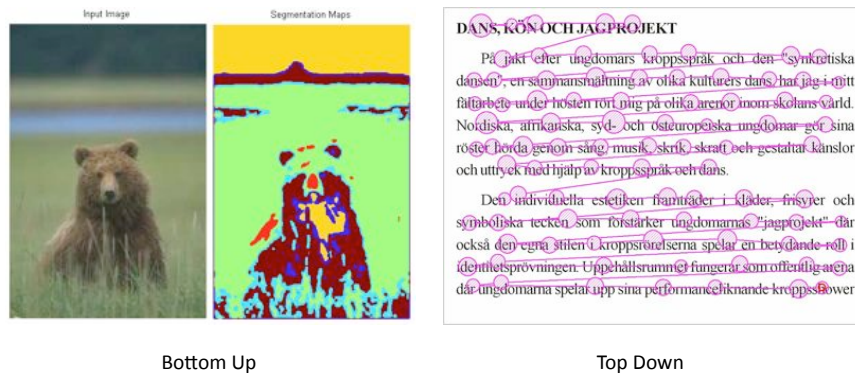 Input Image
Segmentation Maps
DANS, KÖN OCH JAGPROJEKT
På jakt efter ungdomars kroppsspråk och den "synkretiska
dansen", en sammansmältning av olika kulturers dans, har jag i mitt
fältarbete under hösten rört mig på olika arenor inom skolans värld.
Nordiska, afrikanska, syd- och östeuropeiska ungdomar gör sina
röster hörda genom sång, musik, skrik, skratt och gestaltar känslor
och uttryck med hjälp av kroppsspråk och dans.
Den individuella estetiken framträder i kläder, frisyrer och
symboliska tecken som förstärker ungdomarnas "jagprojekt" där
också den egna stilen i kroppsrörelserna spelar en betydande roll i
identitetsprövningen. Uppehållsrummet fungerar som offentlig arena
där ungdomarna spelar upp sina performanceliknande kroppsshower
Bottom Up
Top Down